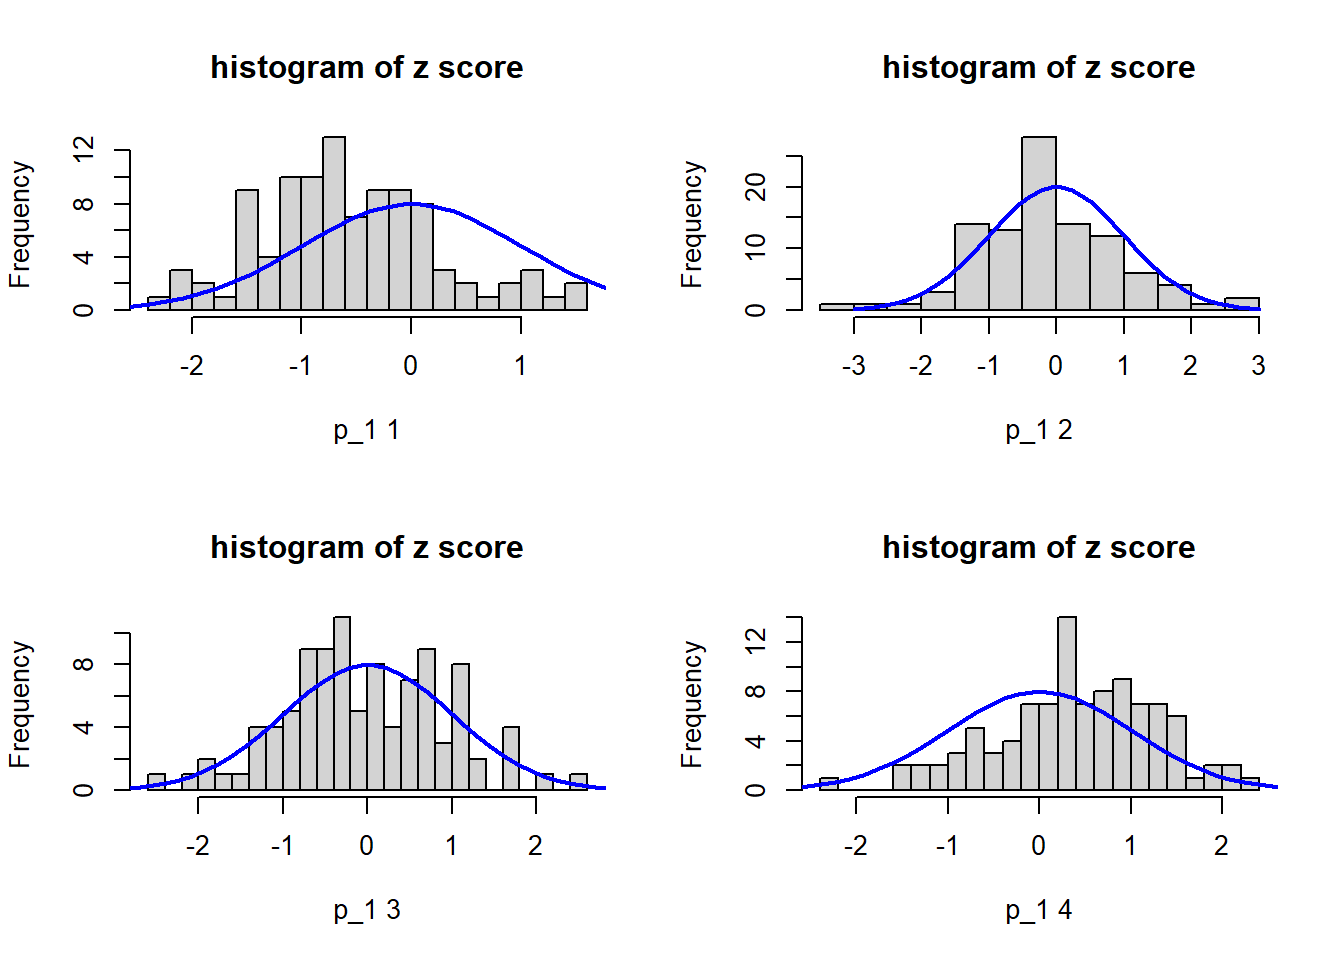 histogram of z score
Frequency
0 4 8 12
-2 -1 0 1
p_1 1
histogram of z score
Frequency
0 10 20
-3 -2 -1 0 1 2 3
p_1 2
histogram of z score
Frequency
0 4 8
-2 -1 0 1 2
p_1 3
histogram of z score
Frequency
0 4 8 12
-2 -1 0 1 2
p_1 4